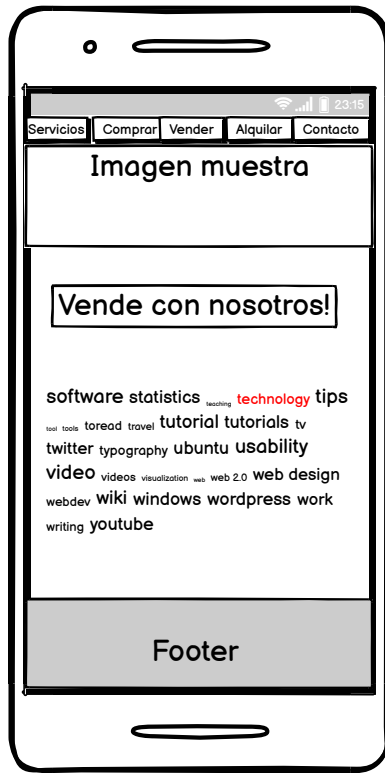 23:15
Servicios Comprar Vender Alquilar Contacto
Imagen muestra
Vende con nosotros!
software statistics teaching technology tips
tool tools toread travel tutorial tutorials tv
twitter typography ubuntu usability
video videos visualization web web 2.0 web design
webdev wiki windows wordpress work
writing youtube
Footer